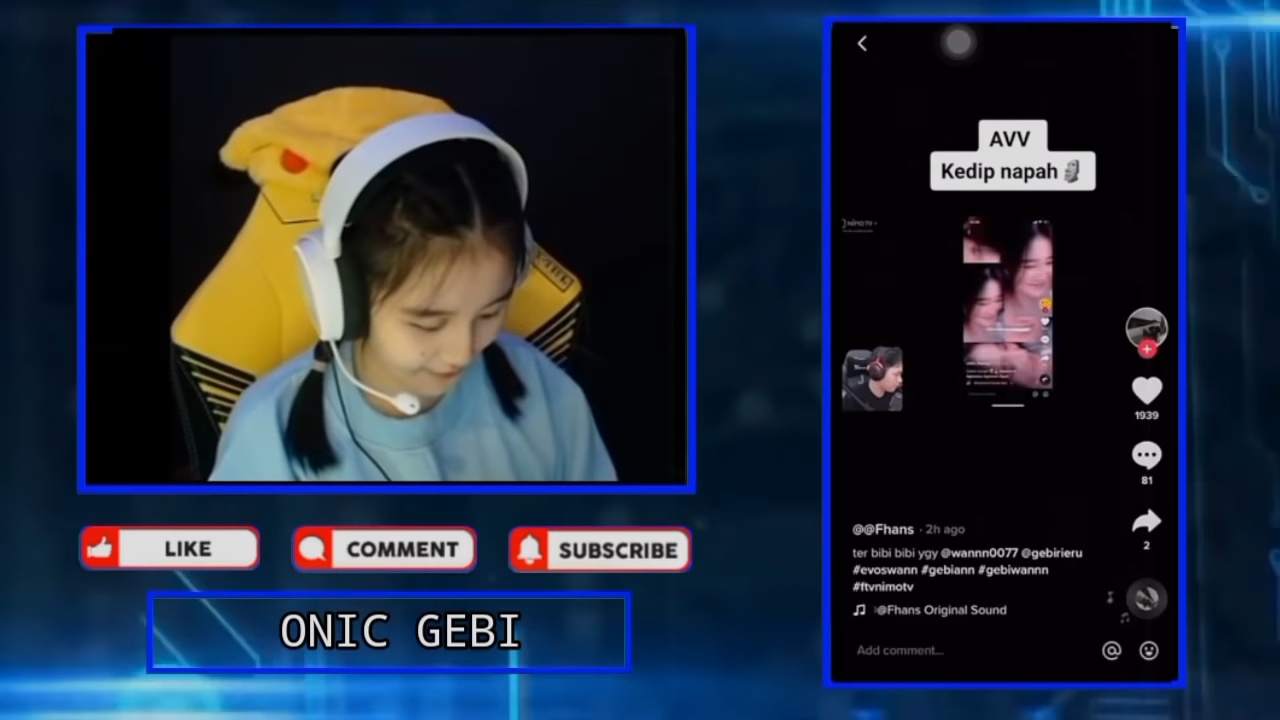 LIKE
COMMENT
SUBSCRIBE
ONIC GEBI
AVV
Kedip napah🗿
NIMOTV
@@Fhans · 2h ago
ter bibi bibi ygy @wannn0077 @gebirieru
#evoswann #gebiann #gebiwannn
#ftvnimotv
@Fhans Original Sound
Add comment...
1939
81
2